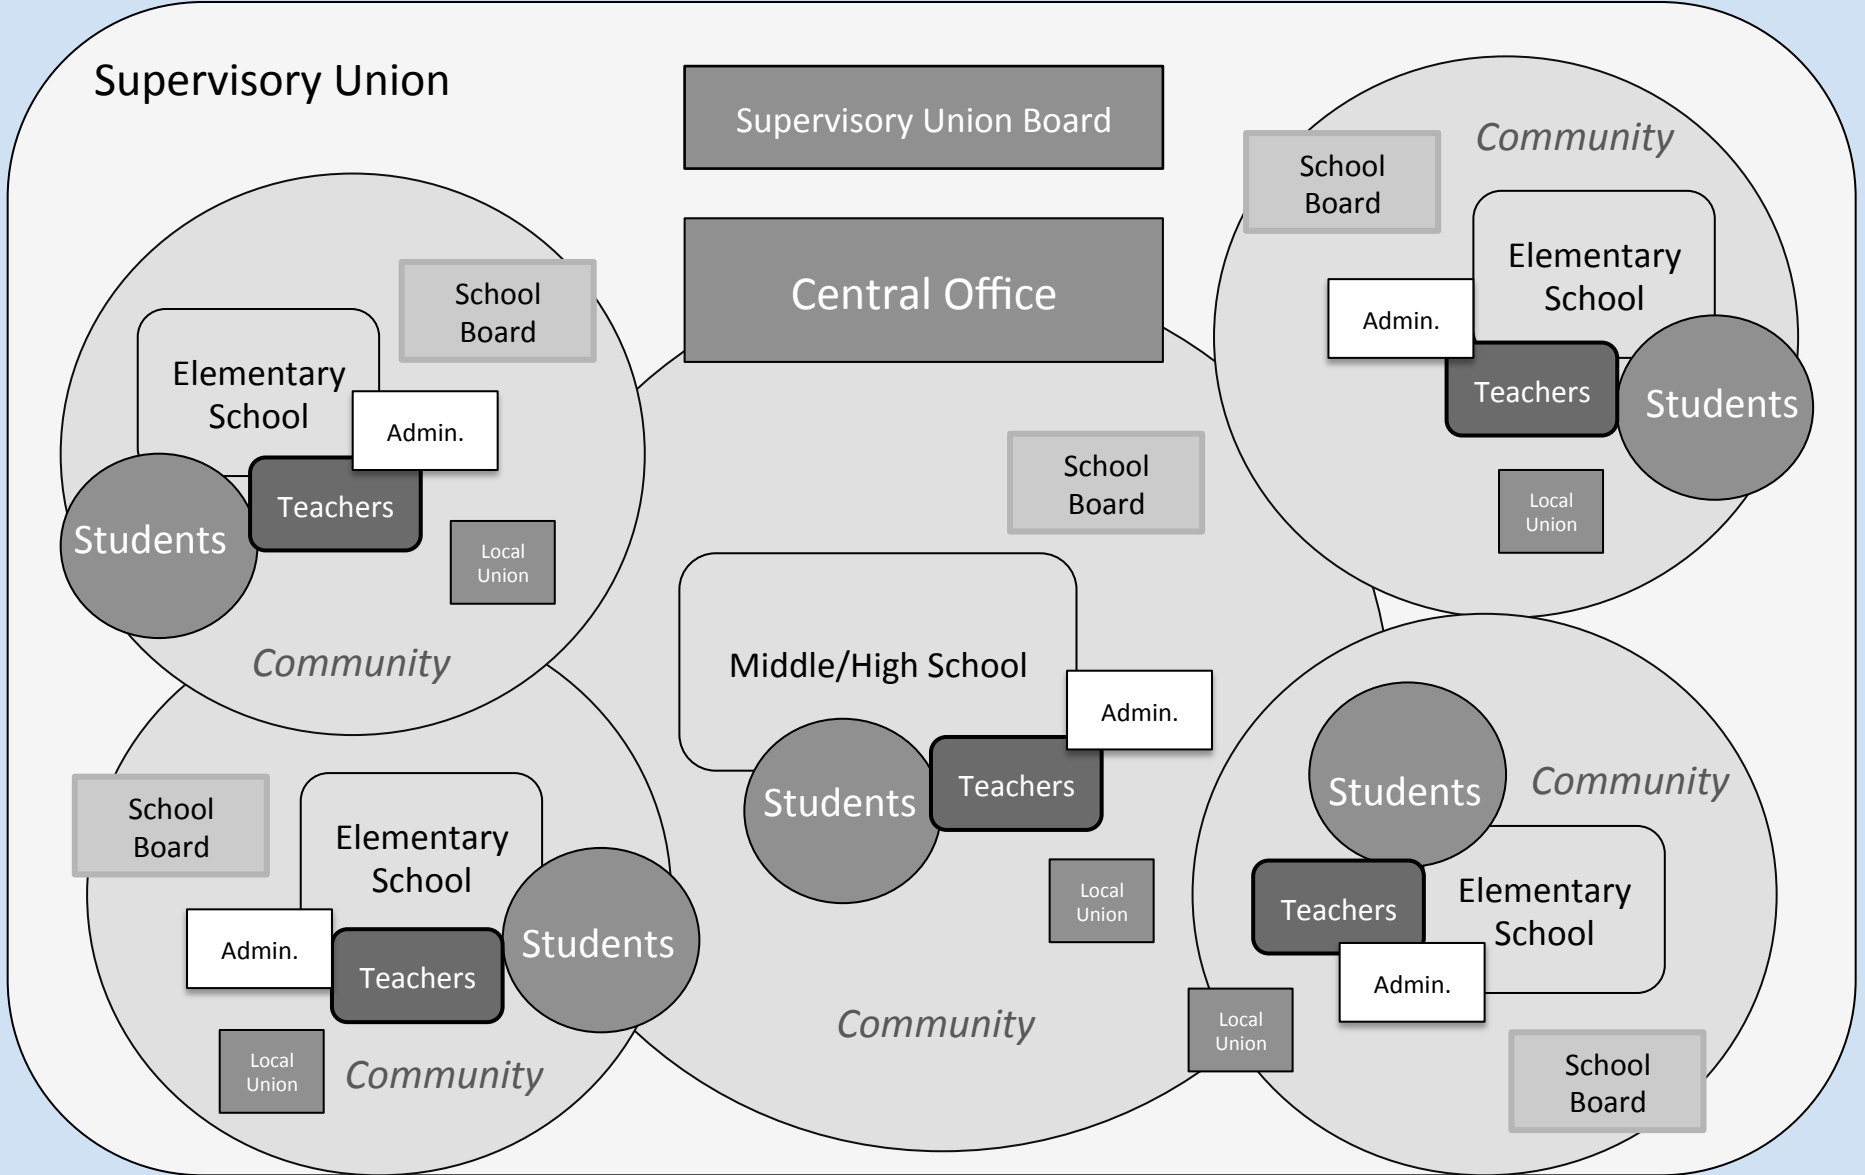 Supervisory Union
Supervisory Union Board
Central Office
School
Board
Elementary
School
Admin.
Teachers
Students
Local
Union
Community
Community
School
Board
Elementary
School
Admin.
Teachers
Students
Local
Union
School
Board
Middle/High School
Admin.
Teachers
Students
Local
Union
Community
School
Board
Elementary
School
Admin.
Teachers
Students
Local
Union
Community
Students
Community
Teachers
Elementary
School
Admin.
Local
Union
School
Board